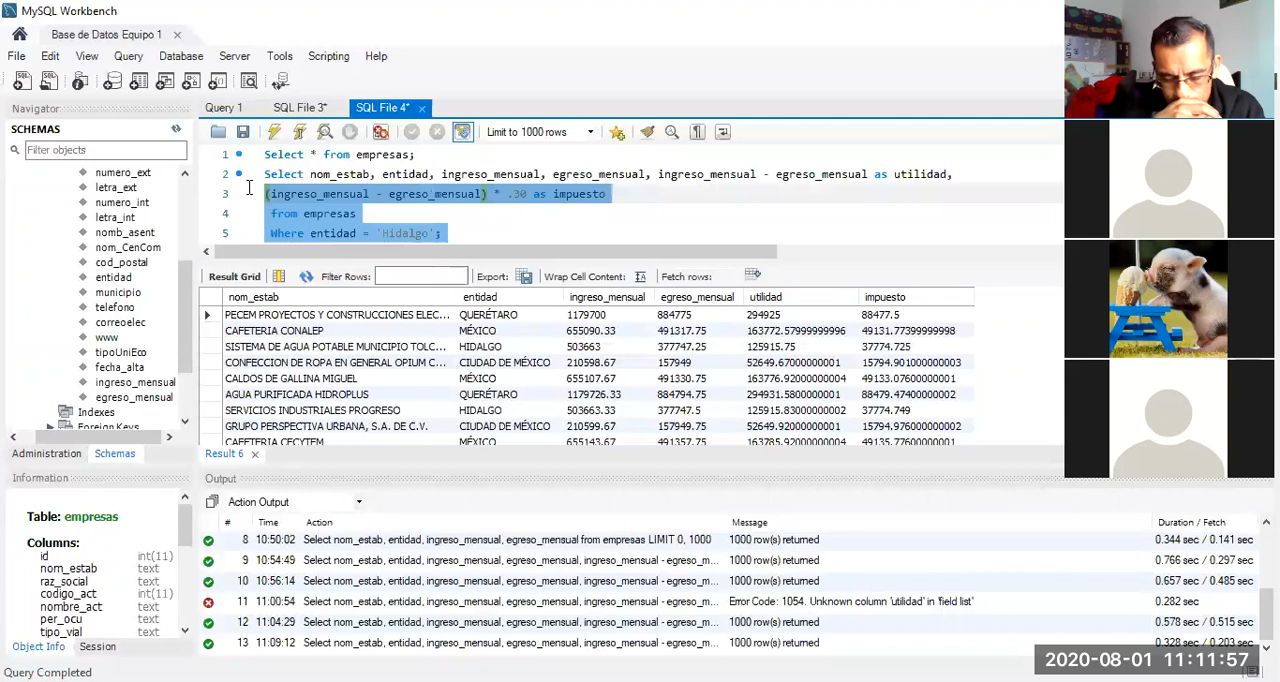 MySQL Workbench
Base de Datos Equipo 1
File Edit View Query Database Server Tools Scripting Help
Navigator
SCHEMAS
Filter objects
numero_ext
letra_ext
numero_int
letra_int
nomb_asent
nom_CenCom
cod_postal
entidad
municipio
telefono
correoelec
www
tipoUniEco
fecha_alta
ingreso_mensual
egreso_mensual
Indexes
Foreign Keys
Administration Schemas
Information
Table: empresas
Columns:
id int(11)
nom_estab text
raz_social text
codigo_act int(11)
nombre_act text
per_ocu text
tipo_vial text
Object Info Session
Query Completed
Query 1 SQL File 3* SQL File 4*
Limit to 1000 rows
1 Select * from empresas;
2 Select nom_estab, entidad, ingreso_mensual, egreso_mensual, ingreso_mensual - egreso_mensual as utilidad,
3 (ingreso_mensual - egreso_mensual) * .30 as impuesto
4 from empresas
5 Where entidad = 'Hidalgo';
Result Grid Filter Rows: Export: Wrap Cell Content: Fetch rows:
nom_estab entidad ingreso_mensual egreso_mensual utilidad impuesto
PECEM PROYECTOS Y CONSTRUCCIONES ELEC... QUERÉTARO 1179700 884775 294925 88477.5
CAFETERIA CONALEP MÉXICO 655090.33 491317.75 163772.57999999996 49131.77399999998
SISTEMA DE AGUA POTABLE MUNICIPIO TOLC... HIDALGO 503663 377747.25 125915.75 37774.725
CONFECCION DE ROPA EN GENERAL OPIUM C... CIUDAD DE MÉXICO 210598.67 157949 52649.67000000001 15794.901000000003
CALDOS DE GALLINA MIGUEL MÉXICO 655107.67 491330.75 163776.92000000004 49133.07600000001
AGUA PURIFICADA HIDROPLUS QUERÉTARO 1179726.33 884794.75 294931.5800000001 88479.47400000002
SERVICIOS INDUSTRIALES PROGRESO HIDALGO 503663.33 377747.5 125915.83000000002 37774.749
GRUPO PERSPECTIVA URBANA, S.A. DE C.V. CIUDAD DE MÉXICO 210599.67 157949.75 52649.92000000001 15794.976000000002
CAFETERIA CECYTEM MÉXICO 655143.67 491357.75 163785.92000000004 49135.77600000001
Result 6
Output
Action Output
# Time Action Message Duration / Fetch
8 10:50:02 Select nom_estab, entidad, ingreso_mensual, egreso_mensual from empresas LIMIT 0, 1000 1000 row(s) returned 0.344 sec / 0.141 sec
9 10:54:49 Select nom_estab, entidad, ingreso_mensual, egreso_mensual, ingreso_mensual - egreso_m... 1000 row(s) returned 0.766 sec / 0.297 sec
10 10:56:14 Select nom_estab, entidad, ingreso_mensual, egreso_mensual, ingreso_mensual - egreso_m... 1000 row(s) returned 0.657 sec / 0.485 sec
11 11:00:54 Select nom_estab, entidad, ingreso_mensual, egreso_mensual, ingreso_mensual - egreso_m... Error Code: 1054. Unknown column 'utilidad' in 'field list' 0.282 sec
12 11:04:29 Select nom_estab, entidad, ingreso_mensual, egreso_mensual, ingreso_mensual - egreso_m... 1000 row(s) returned 0.578 sec / 0.515 sec
13 11:09:12 Select nom_estab, entidad, ingreso_mensual, egreso_mensual, ingreso_mensual - egreso_m... 1000 row(s) returned 0.328 sec / 0.203 sec
2020-08-01 11:11:57